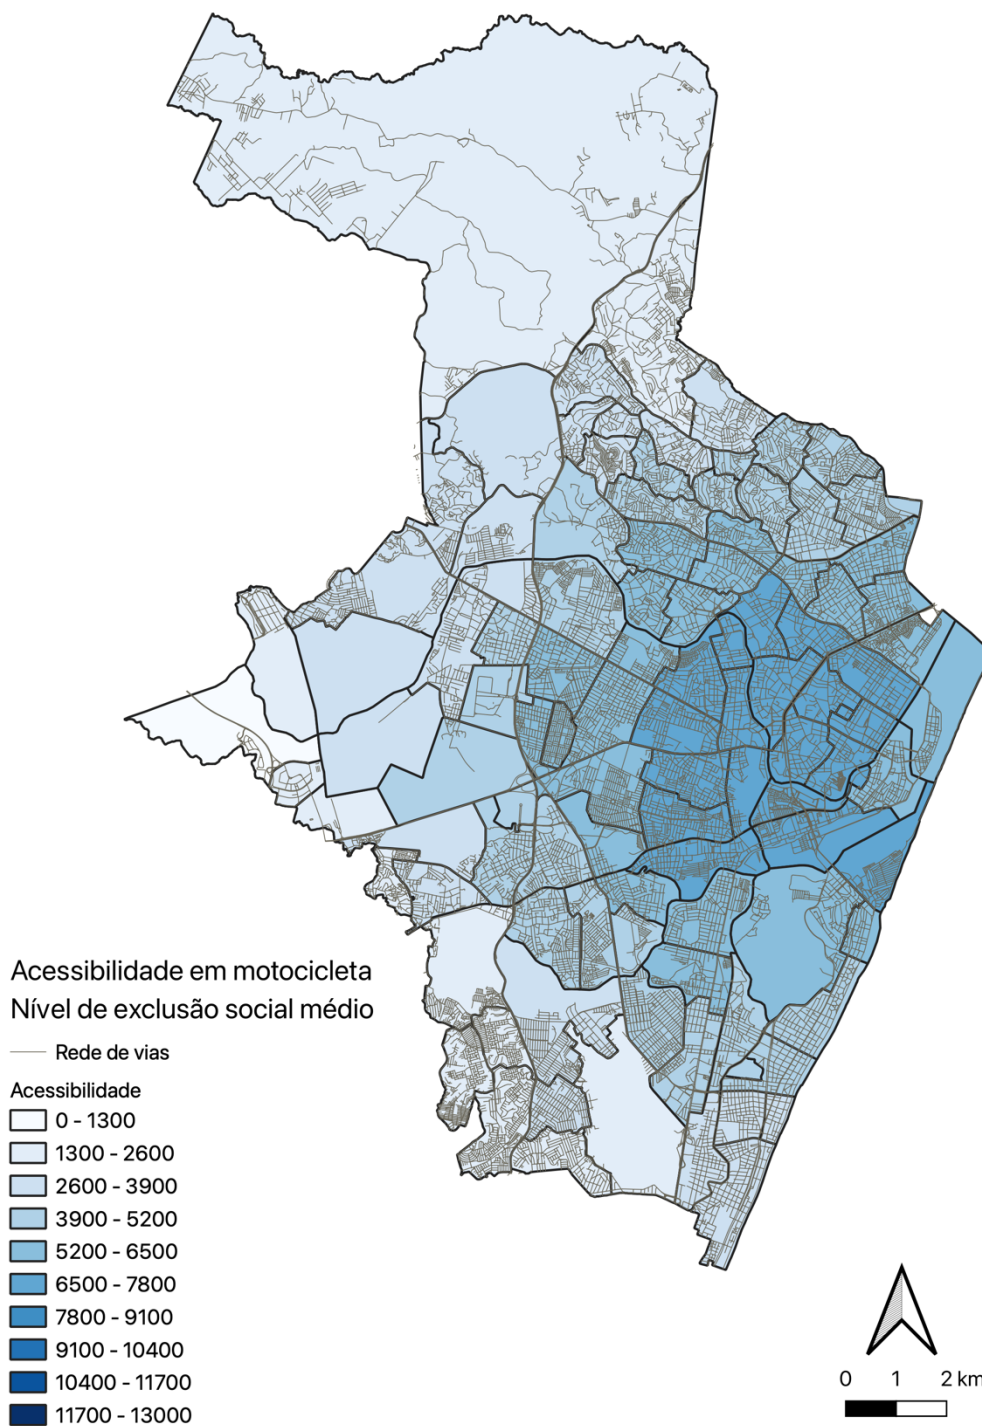 Acessibilidade em motocicleta
Nível de exclusão social médio
Rede de vias
Acessibilidade
0 - 1300
1300 - 2600
2600 - 3900
3900 - 5200
5200 - 6500
6500 - 7800
7800 - 9100
9100 - 10400
10400 - 11700
11700 - 13000
0 1 2 km